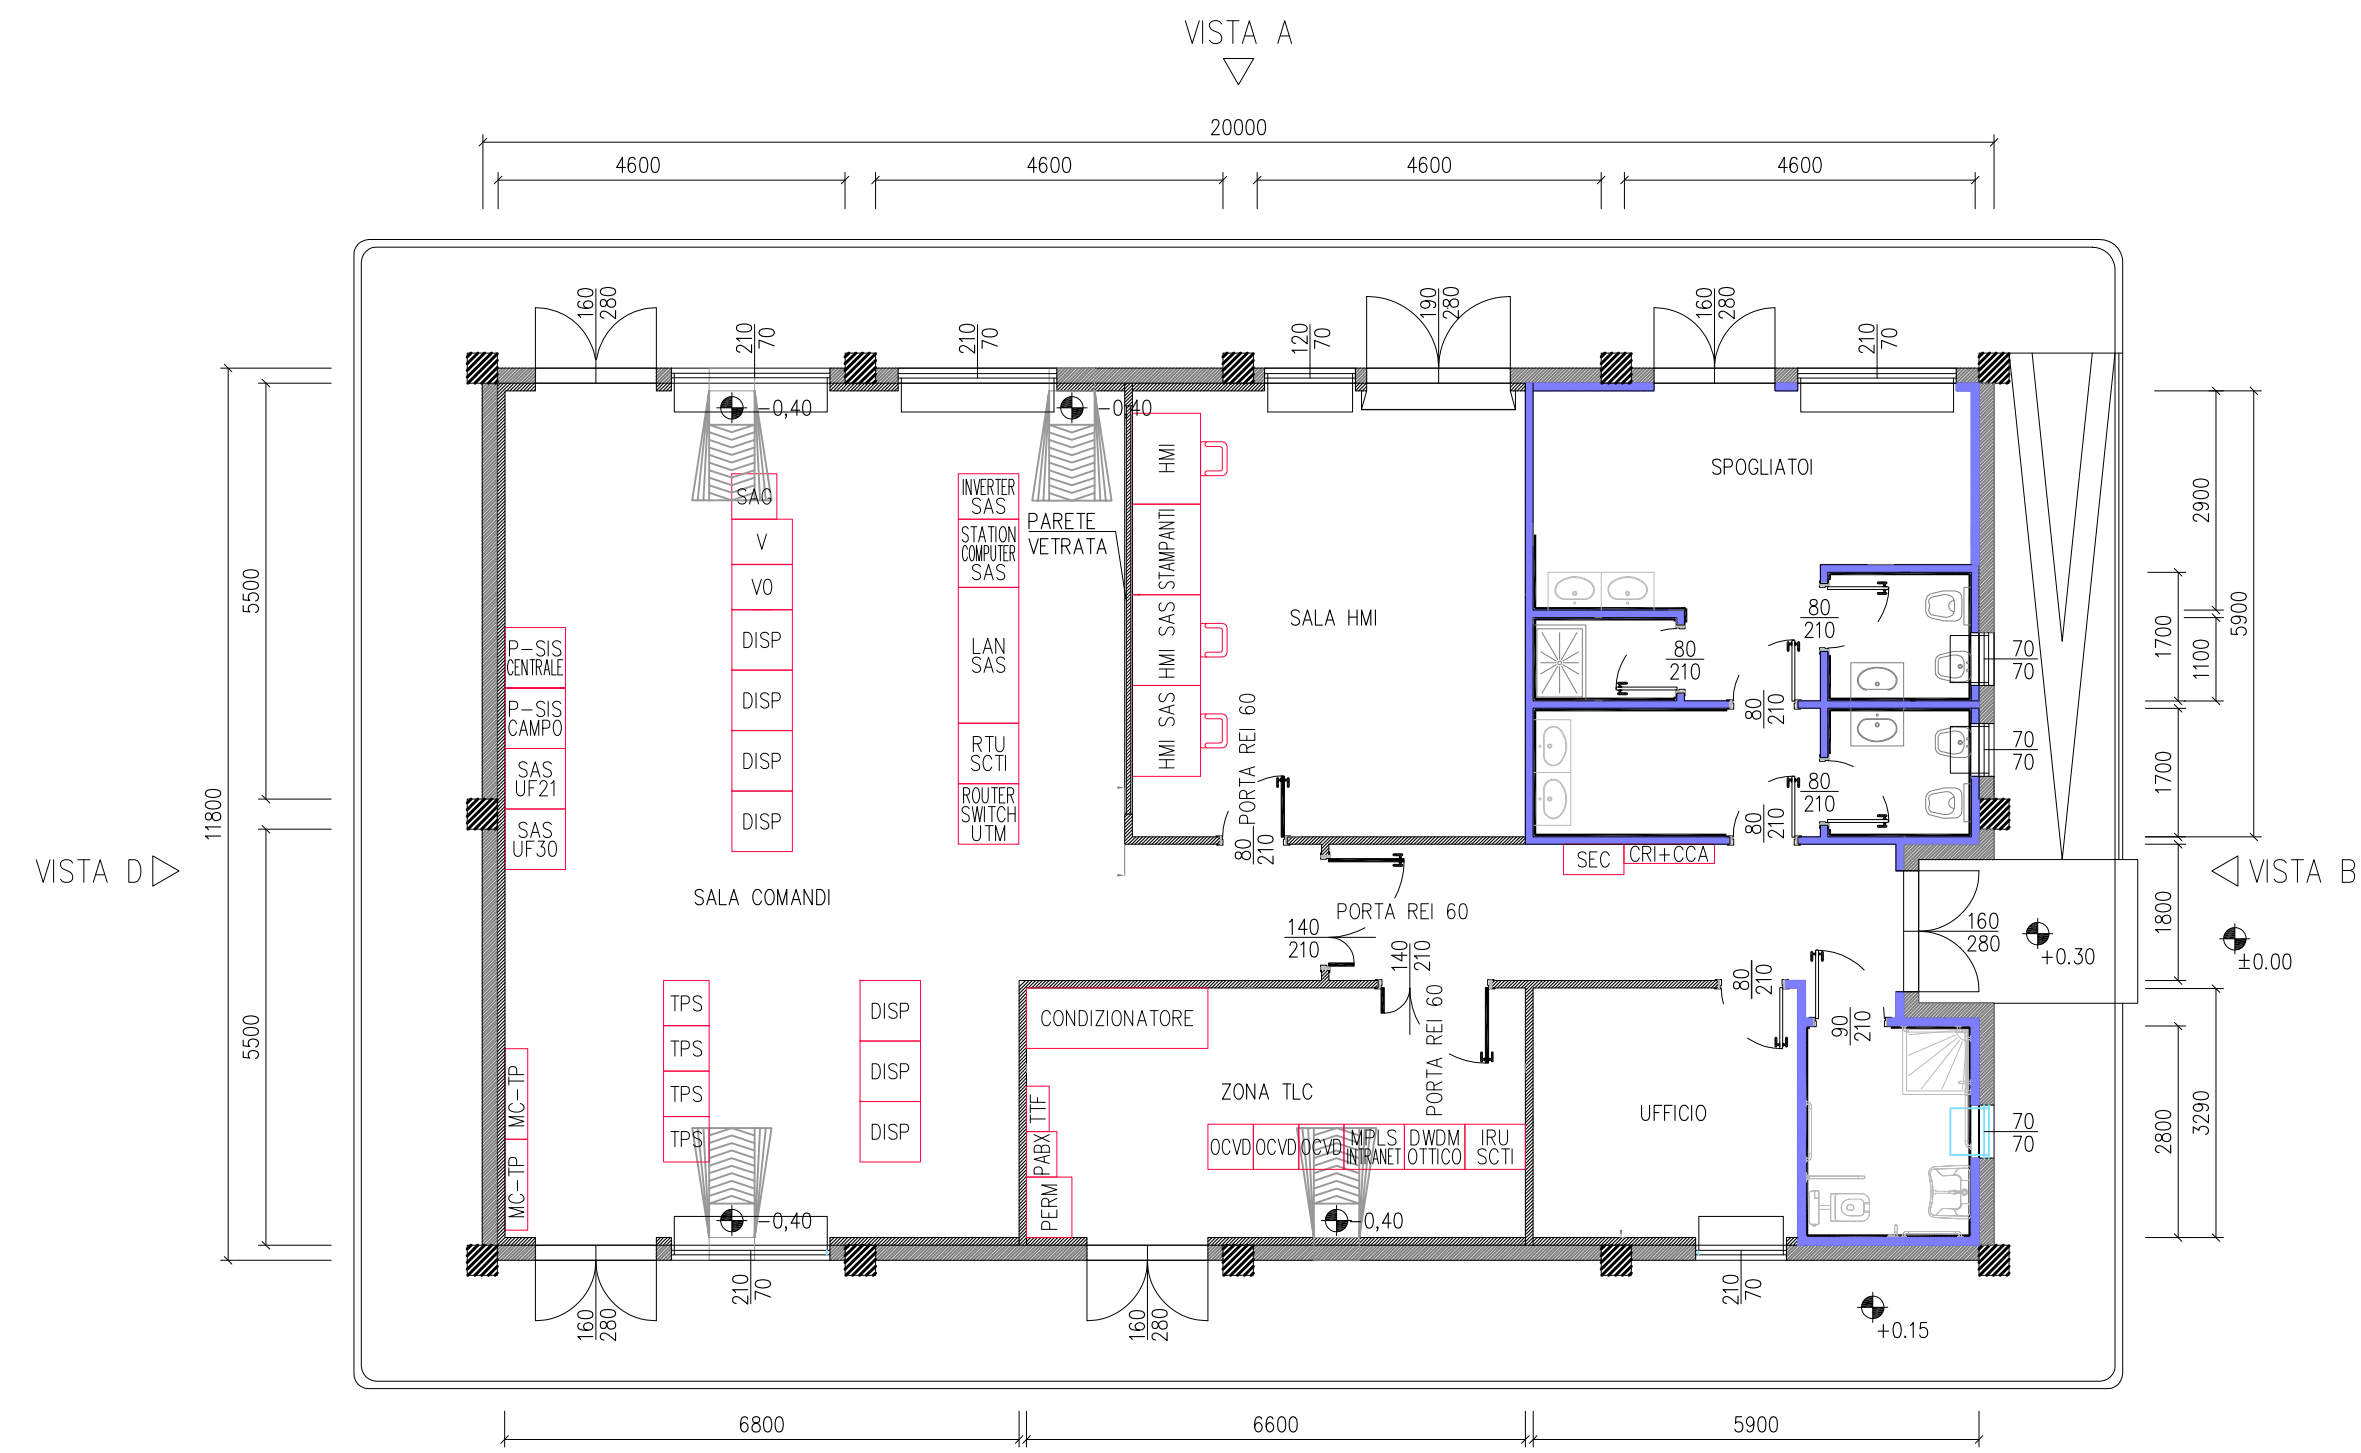 VISTA A
20000
4600
4600
4600
4600
160
280
210
70
210
70
120
70
190
280
160
280
210
70
-0,40
-0,40
SAG
V
V0
DISP
DISP
DISP
DISP
INVERTER
SAS
STATION
COMPUTER
SAS
LAN
SAS
RTU
SCTI
ROUTER
SWITCH
UTM
PARETE
VETRATA
HMI
STAMPANTI
HMI SAS
HMI SAS
SALA HMI
SPOGLIATOI
P-SIS
CENTRALE
P-SIS
CAMPO
SAS
UF21
SAS
UF30
80
210
80
210
80
210
80
210
80
210
70
70
70
70
PORTA REI 60
80
210
5500
11800
5500
2900
5900
1700
1100
1700
1800
3290
2800
VISTA D
VISTA B
SALA COMANDI
SEC
CRI+CCA
PORTA REI 60
140
210
140
210
PORTA REI 60
160
280
+0.30
±0.00
80
210
90
210
TPS
TPS
TPS
TPS
DISP
DISP
DISP
MC-TP
MC-TP
CONDIZIONATORE
TTF
PABX
PERM
ZONA TLC
OCVD
OCVD
OCVD
MPLS
INTRANET
DWDM
OTTICO
IRU
SCTI
UFFICIO
70
70
-0,40
-0,40
210
70
160
280
160
280
210
70
+0.15
6800
6600
5900